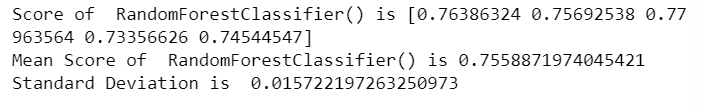 Score of  RandomForestClassifier() is [0.76386324 0.75692538 0.77
963564 0.73356626 0.74544547]
Mean Score of  RandomForestClassifier() is 0.7558871974045421
Standard Deviation is  0.015722197263250973